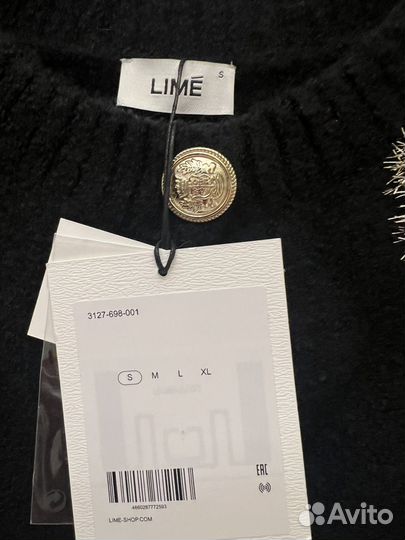 LIMÉ S
3127-698-001
S M L XL
EAC
4660287772593
LIME-SHOP.COM
Avito